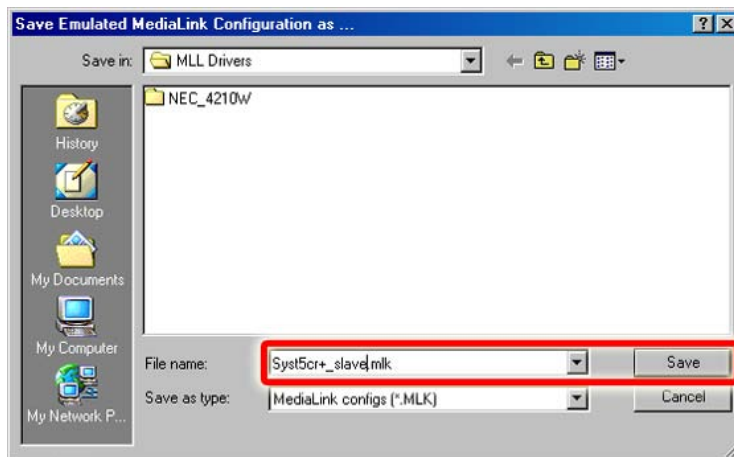 Save Emulated MediaLink Configuration as ...
Save in:
MLL Drivers
NEC_4210W
History
Desktop
My Documents
My Computer
My Network P...
File name:
Syst5cr+_slave.mlk
Save
Save as type:
MediaLink configs (*.MLK)
Cancel